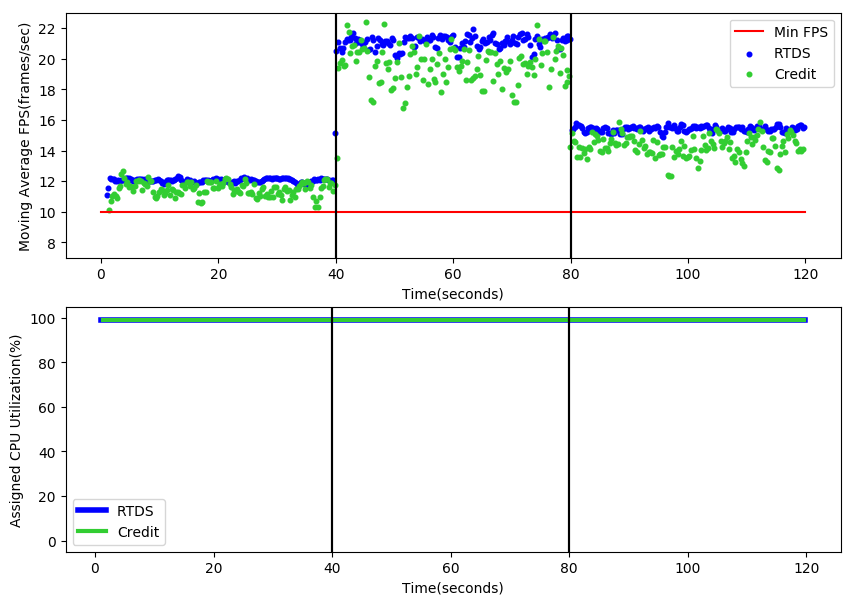 Moving Average FPS(frames/sec)
22
20
18
16
14
12
10
8
Min FPS
RTDS
Credit
0 20 40 60 80 100 120
Time(seconds)
Assigned CPU Utilization(%)
100
80
60
40
20
0
RTDS
Credit
0 20 40 60 80 100 120
Time(seconds)